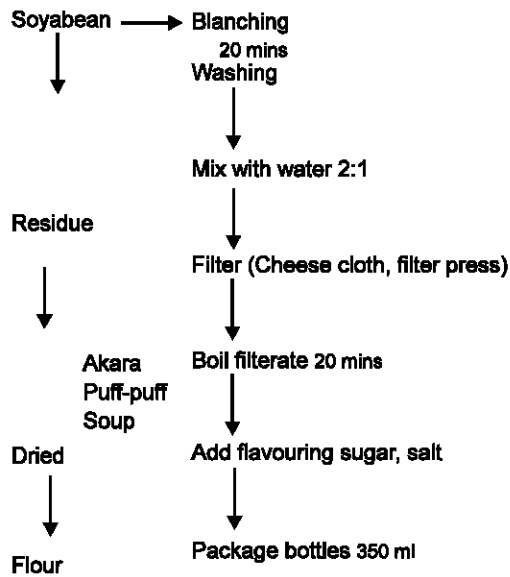 Soyabean
Blanching
20 mins
Washing
Mix with water 2:1
Residue
Filter (Cheese cloth, filter press)
Akara
Puff-puff
Soup
Boil filterate 20 mins
Dried
Add flavouring sugar, salt
Flour
Package bottles 350 ml